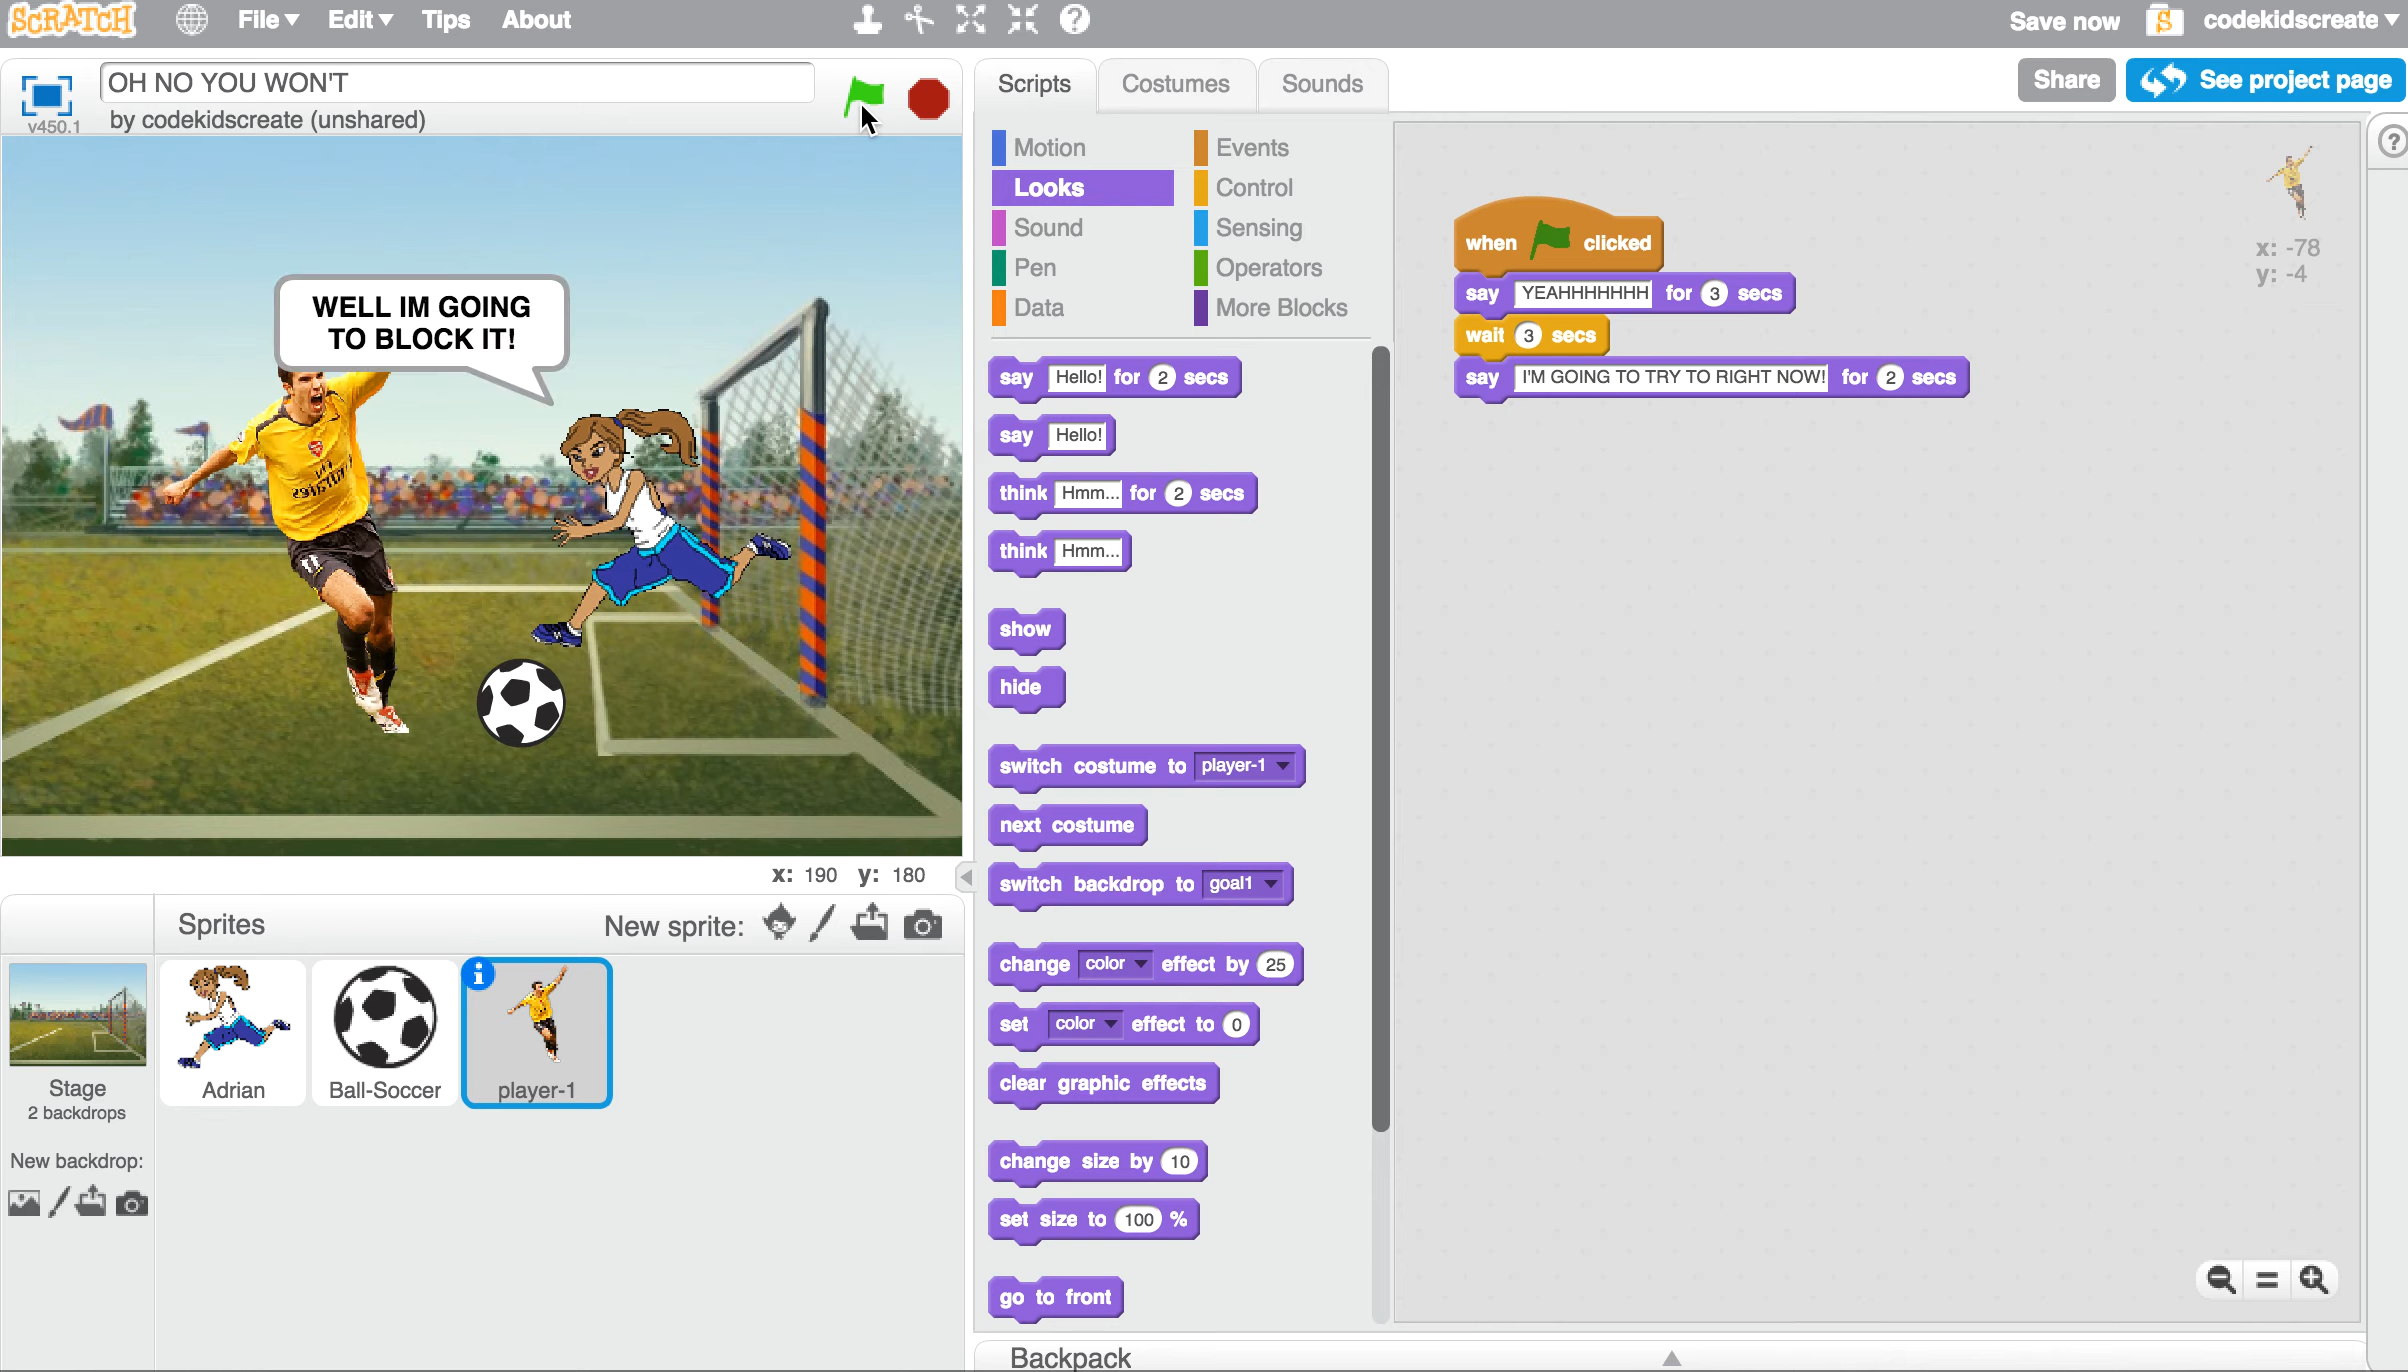 SCRATCH File Edit Tips About Save now codekidscreate
OH NO YOU WON'T
by codekidscreate (unshared)
v450.1
Scripts Costumes Sounds
Share See project page
Motion Events
Looks Control
Sound Sensing
Pen Operators
Data More Blocks
WELL IM GOING
TO BLOCK IT!
say Hello! for 2 secs
say Hello!
think Hmm... for 2 secs
think Hmm...
show
hide
switch costume to player-1
next costume
switch backdrop to goal1
change color effect by 25
set color effect to 0
clear graphic effects
change size by 10
set size to 100 %
go to front
when clicked
say YEAHHHHHHH for 3 secs
wait 3 secs
say I'M GOING TO TRY TO RIGHT NOW! for 2 secs
x: -78
y: -4
x: 190 y: 180
Sprites New sprite:
Adrian Ball-Soccer player-1
Stage
2 backdrops
New backdrop:
Backpack